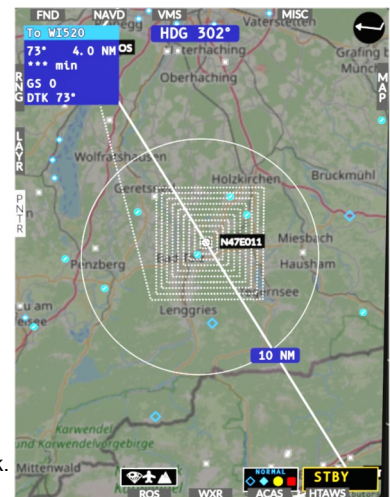 FND NAVD VMS MISC
To WI520
73° 4.0 NM
*** min
GS 0
DTK 73°
HDG 302°
Vaterstetten
Grafing b
Münch
Oberhaching
RNG
MAP
LAYR
PNTR
Wolfratshausen
Holzkirchen
Bruckmühl
Geretsri
N47E011
Miesbach
Hausham
Penzberg
Lenggries
10 NM
k.
Karwendel
und Karwendelvorgebirge
Mittenwald
NORMAL
STBY
ROS WXR ACAS HTAWS